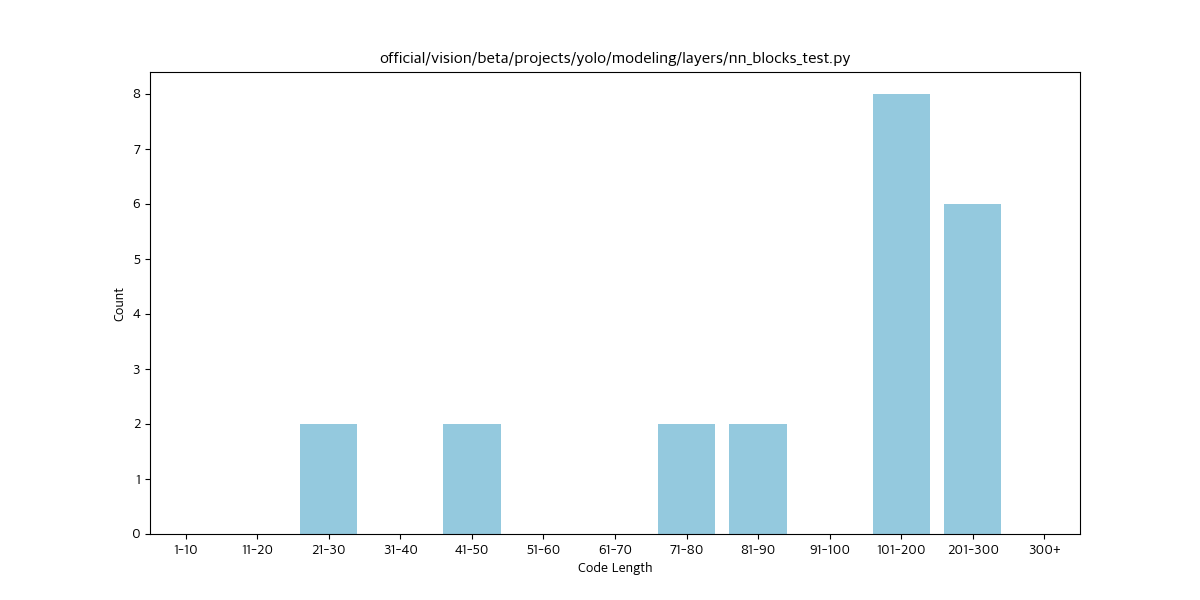 official/vision/beta/projects/yolo/modeling/layers/nn_blocks_test.py
8
7
6
5
4
3
2
1
0
Count
1-10 11-20 21-30 31-40 41-50 51-60 61-70 71-80 81-90 91-100 101-200 201-300 300+
Code Length